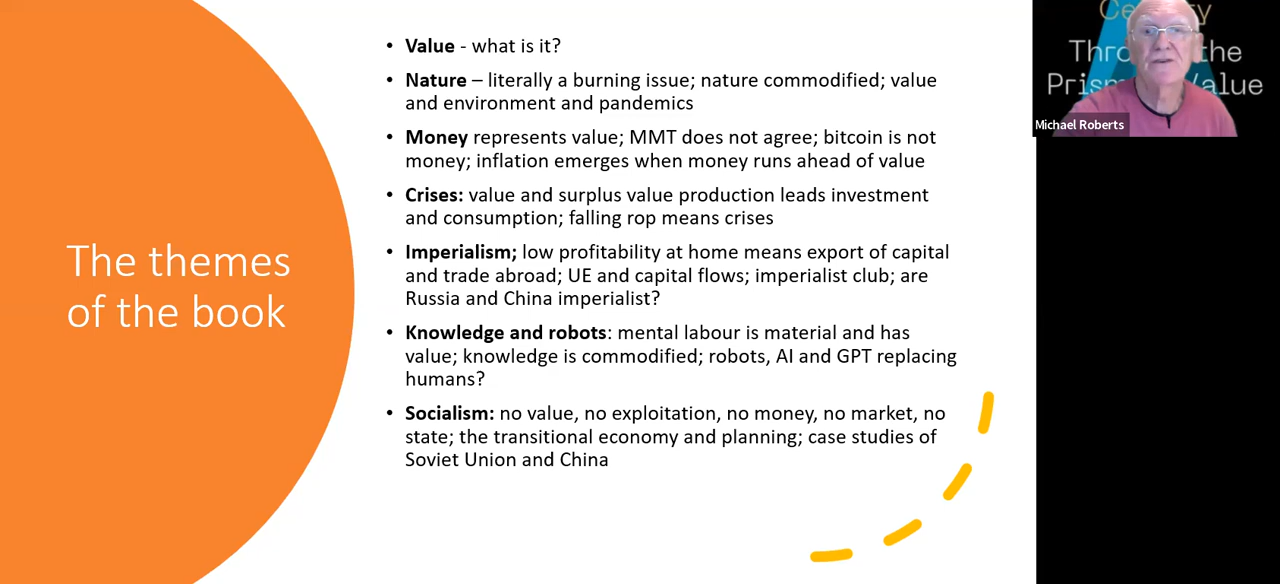 The themes
of the book
• Value - what is it?
• Nature – literally a burning issue; nature commodified; value
and environment and pandemics
• Money represents value; MMT does not agree; bitcoin is not
money; inflation emerges when money runs ahead of value
• Crises: value and surplus value production leads investment
and consumption; falling rop means crises
• Imperialism; low profitability at home means export of capital
and trade abroad; UE and capital flows; imperialist club; are
Russia and China imperialist?
• Knowledge and robots: mental labour is material and has
value; knowledge is commodified; robots, AI and GPT replacing
humans?
• Socialism: no value, no exploitation, no money, no market, no
state; the transitional economy and planning; case studies of
Soviet Union and China
the
Michael Roberts